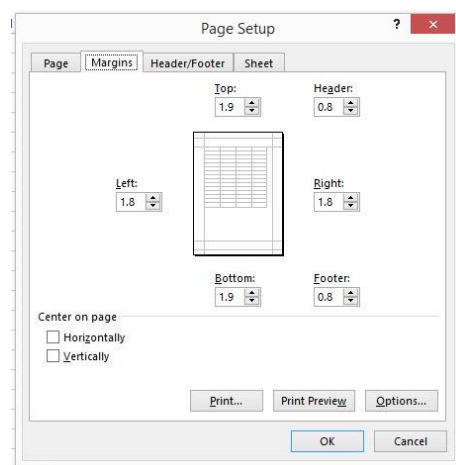 Page Setup ? ×
Page Margins Header/Footer Sheet
Top: Header:
1.9 0.8
Left: Right:
1.8 1.8
Bottom: Footer:
1.9 0.8
Center on page
Horizontally
Vertically
Print... Print Preview Options...
OK Cancel